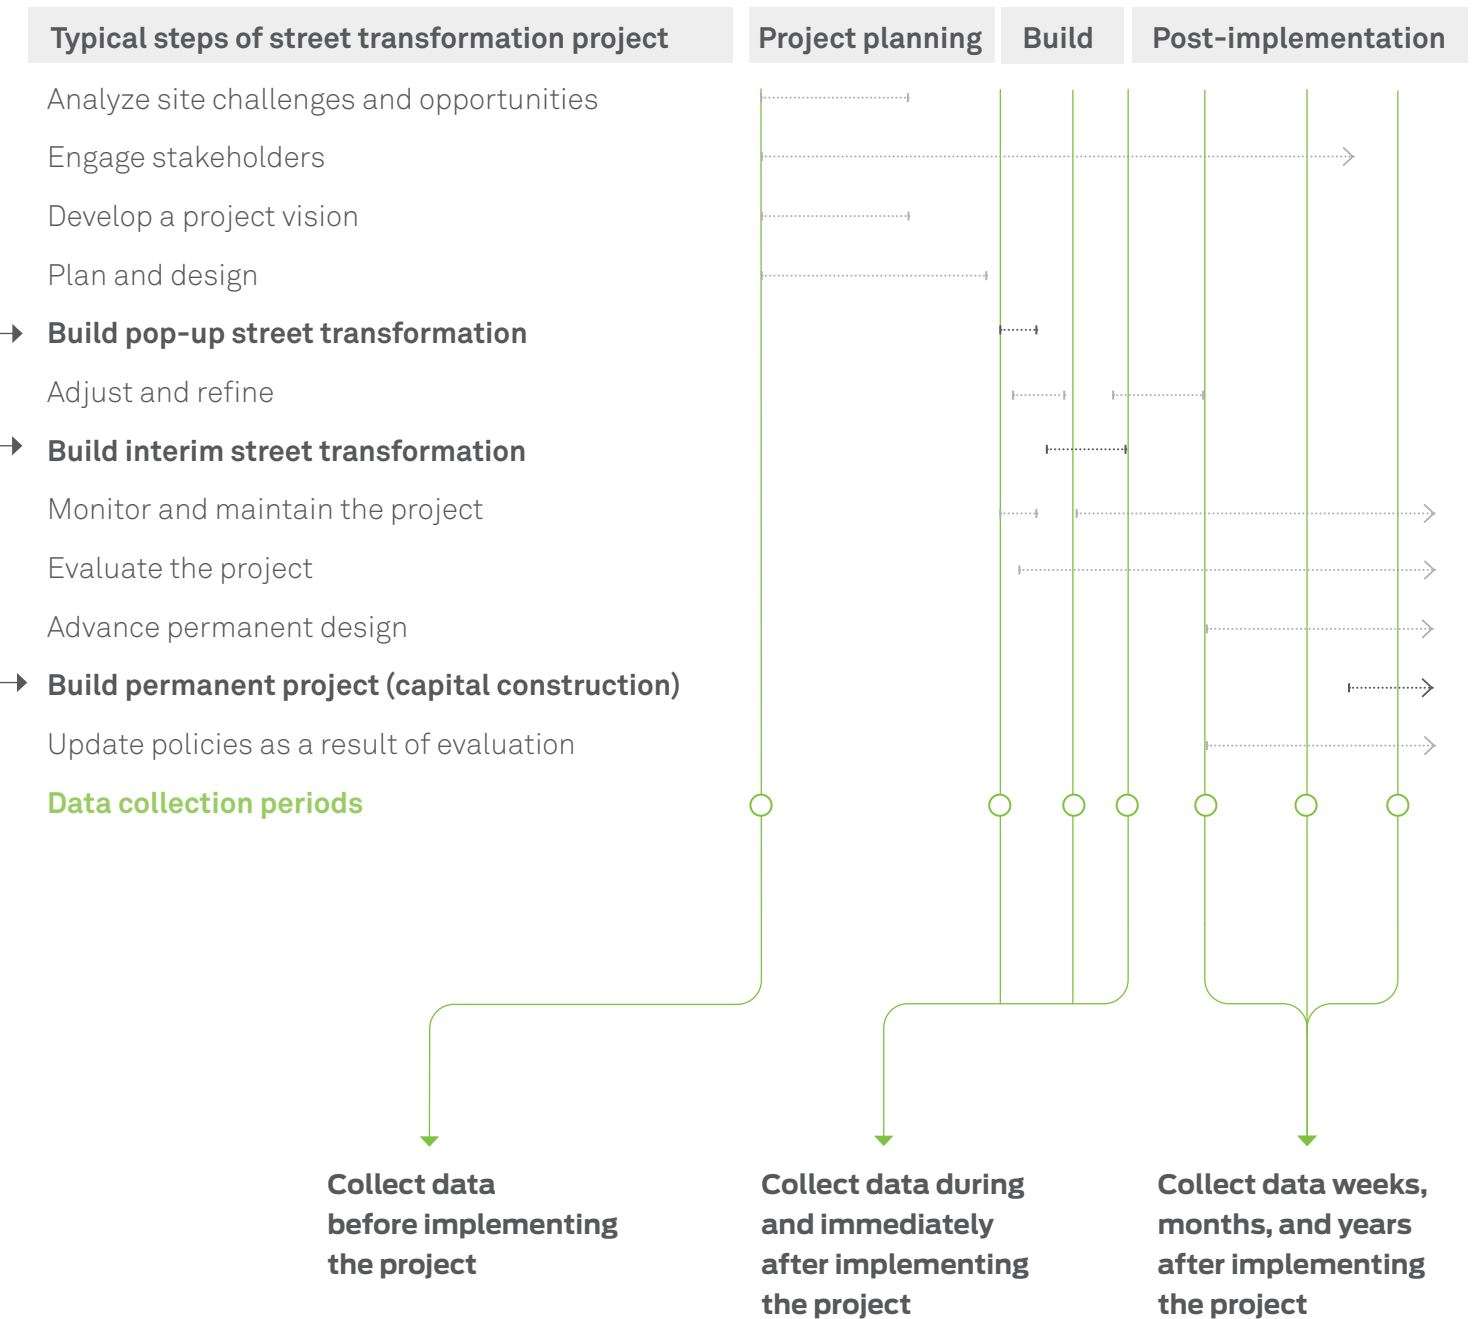 Typical steps of street transformation project Project planning Build Post-implementation
Analyze site challenges and opportunities
Engage stakeholders
Develop a project vision
Plan and design
Build pop-up street transformation
Adjust and refine
Build interim street transformation
Monitor and maintain the project
Evaluate the project
Advance permanent design
Build permanent project (capital construction)
Update policies as a result of evaluation
Data collection periods
Collect data
before implementing
the project
Collect data during
and immediately
after implementing
the project
Collect data weeks,
months, and years
after implementing
the project